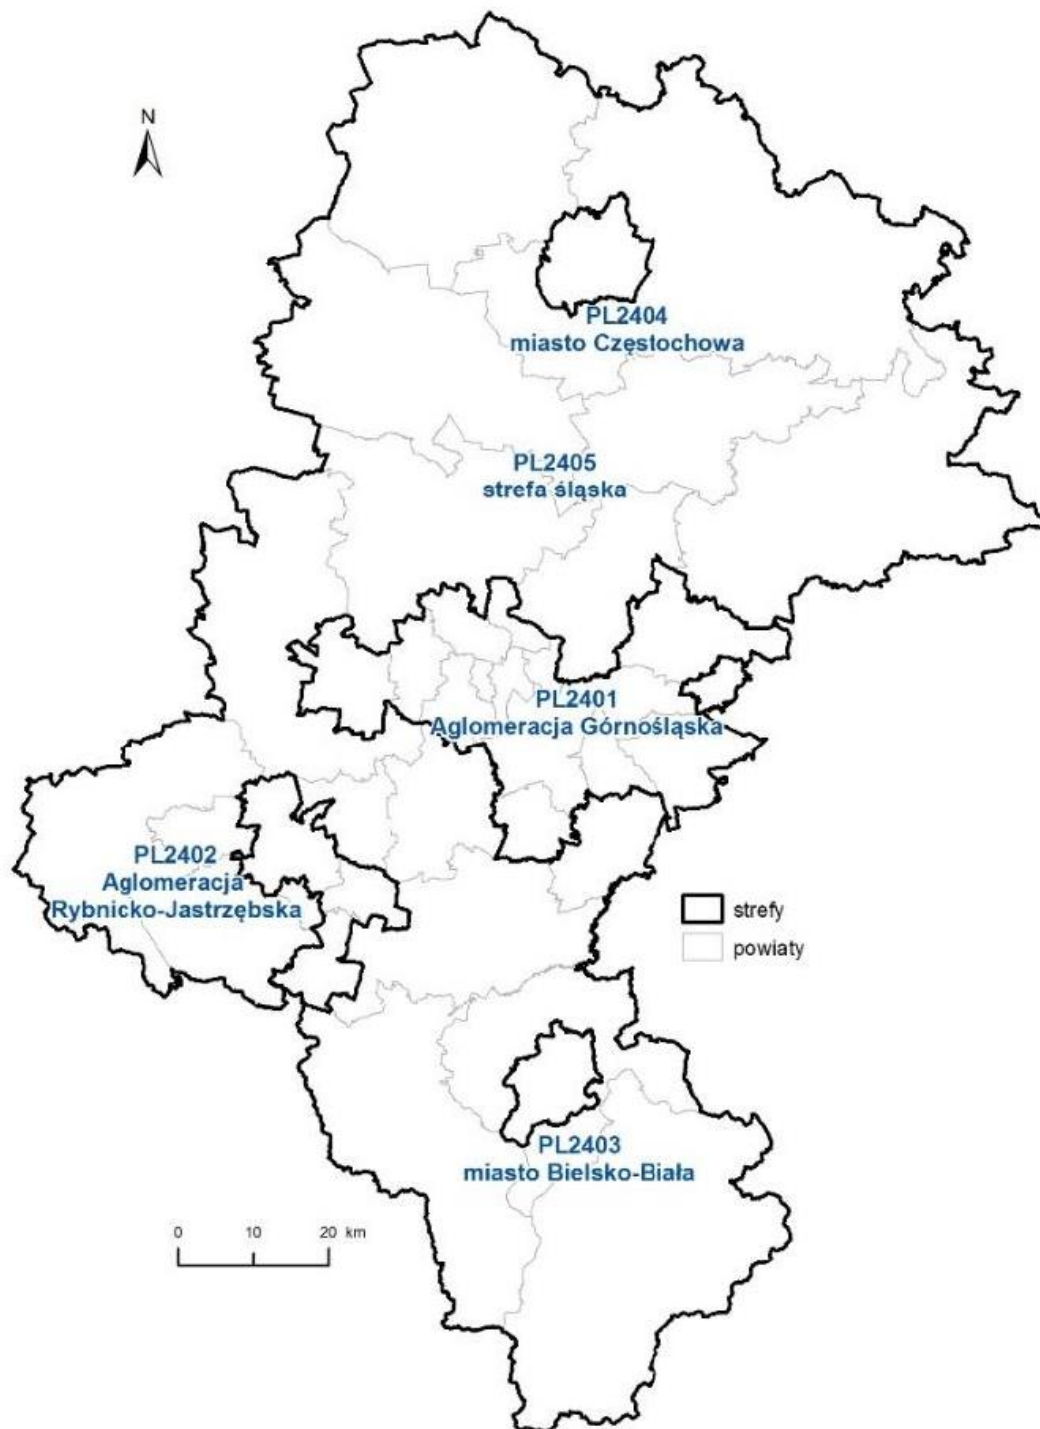 N
PL2404
miasto Częstochowa
PL2405
strefa śląska
PL2401
Aglomeracja Górnośląska
PL2402
Aglomeracja
Rybnicko-Jastrzębska
strefy
powiaty
PL2403
miasto Bielsko-Biała
0 10 20 km